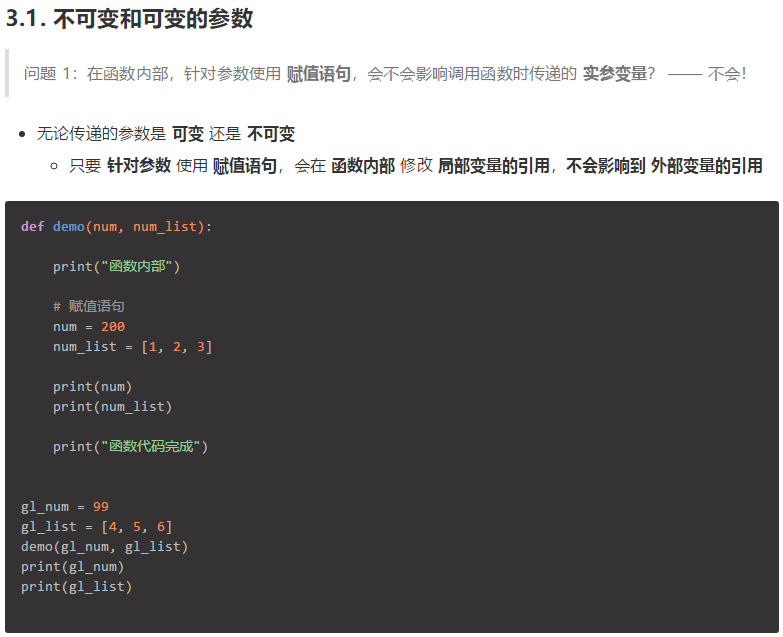 3.1. 不可变和可变的参数
问题 1：在函数内部，针对参数使用 赋值语句，会不会影响调用函数时传递的 实参变量？ —— 不会！
无论传递的参数是 可变 还是 不可变
只要 针对参数 使用 赋值语句，会在 函数内部 修改 局部变量的引用，不会影响到 外部变量的引用
def demo(num, num_list):
print("函数内部")
# 赋值语句
num = 200
num_list = [1, 2, 3]
print(num)
print(num_list)
print("函数代码完成")
gl_num = 99
gl_list = [4, 5, 6]
demo(gl_num, gl_list)
print(gl_num)
print(gl_list)